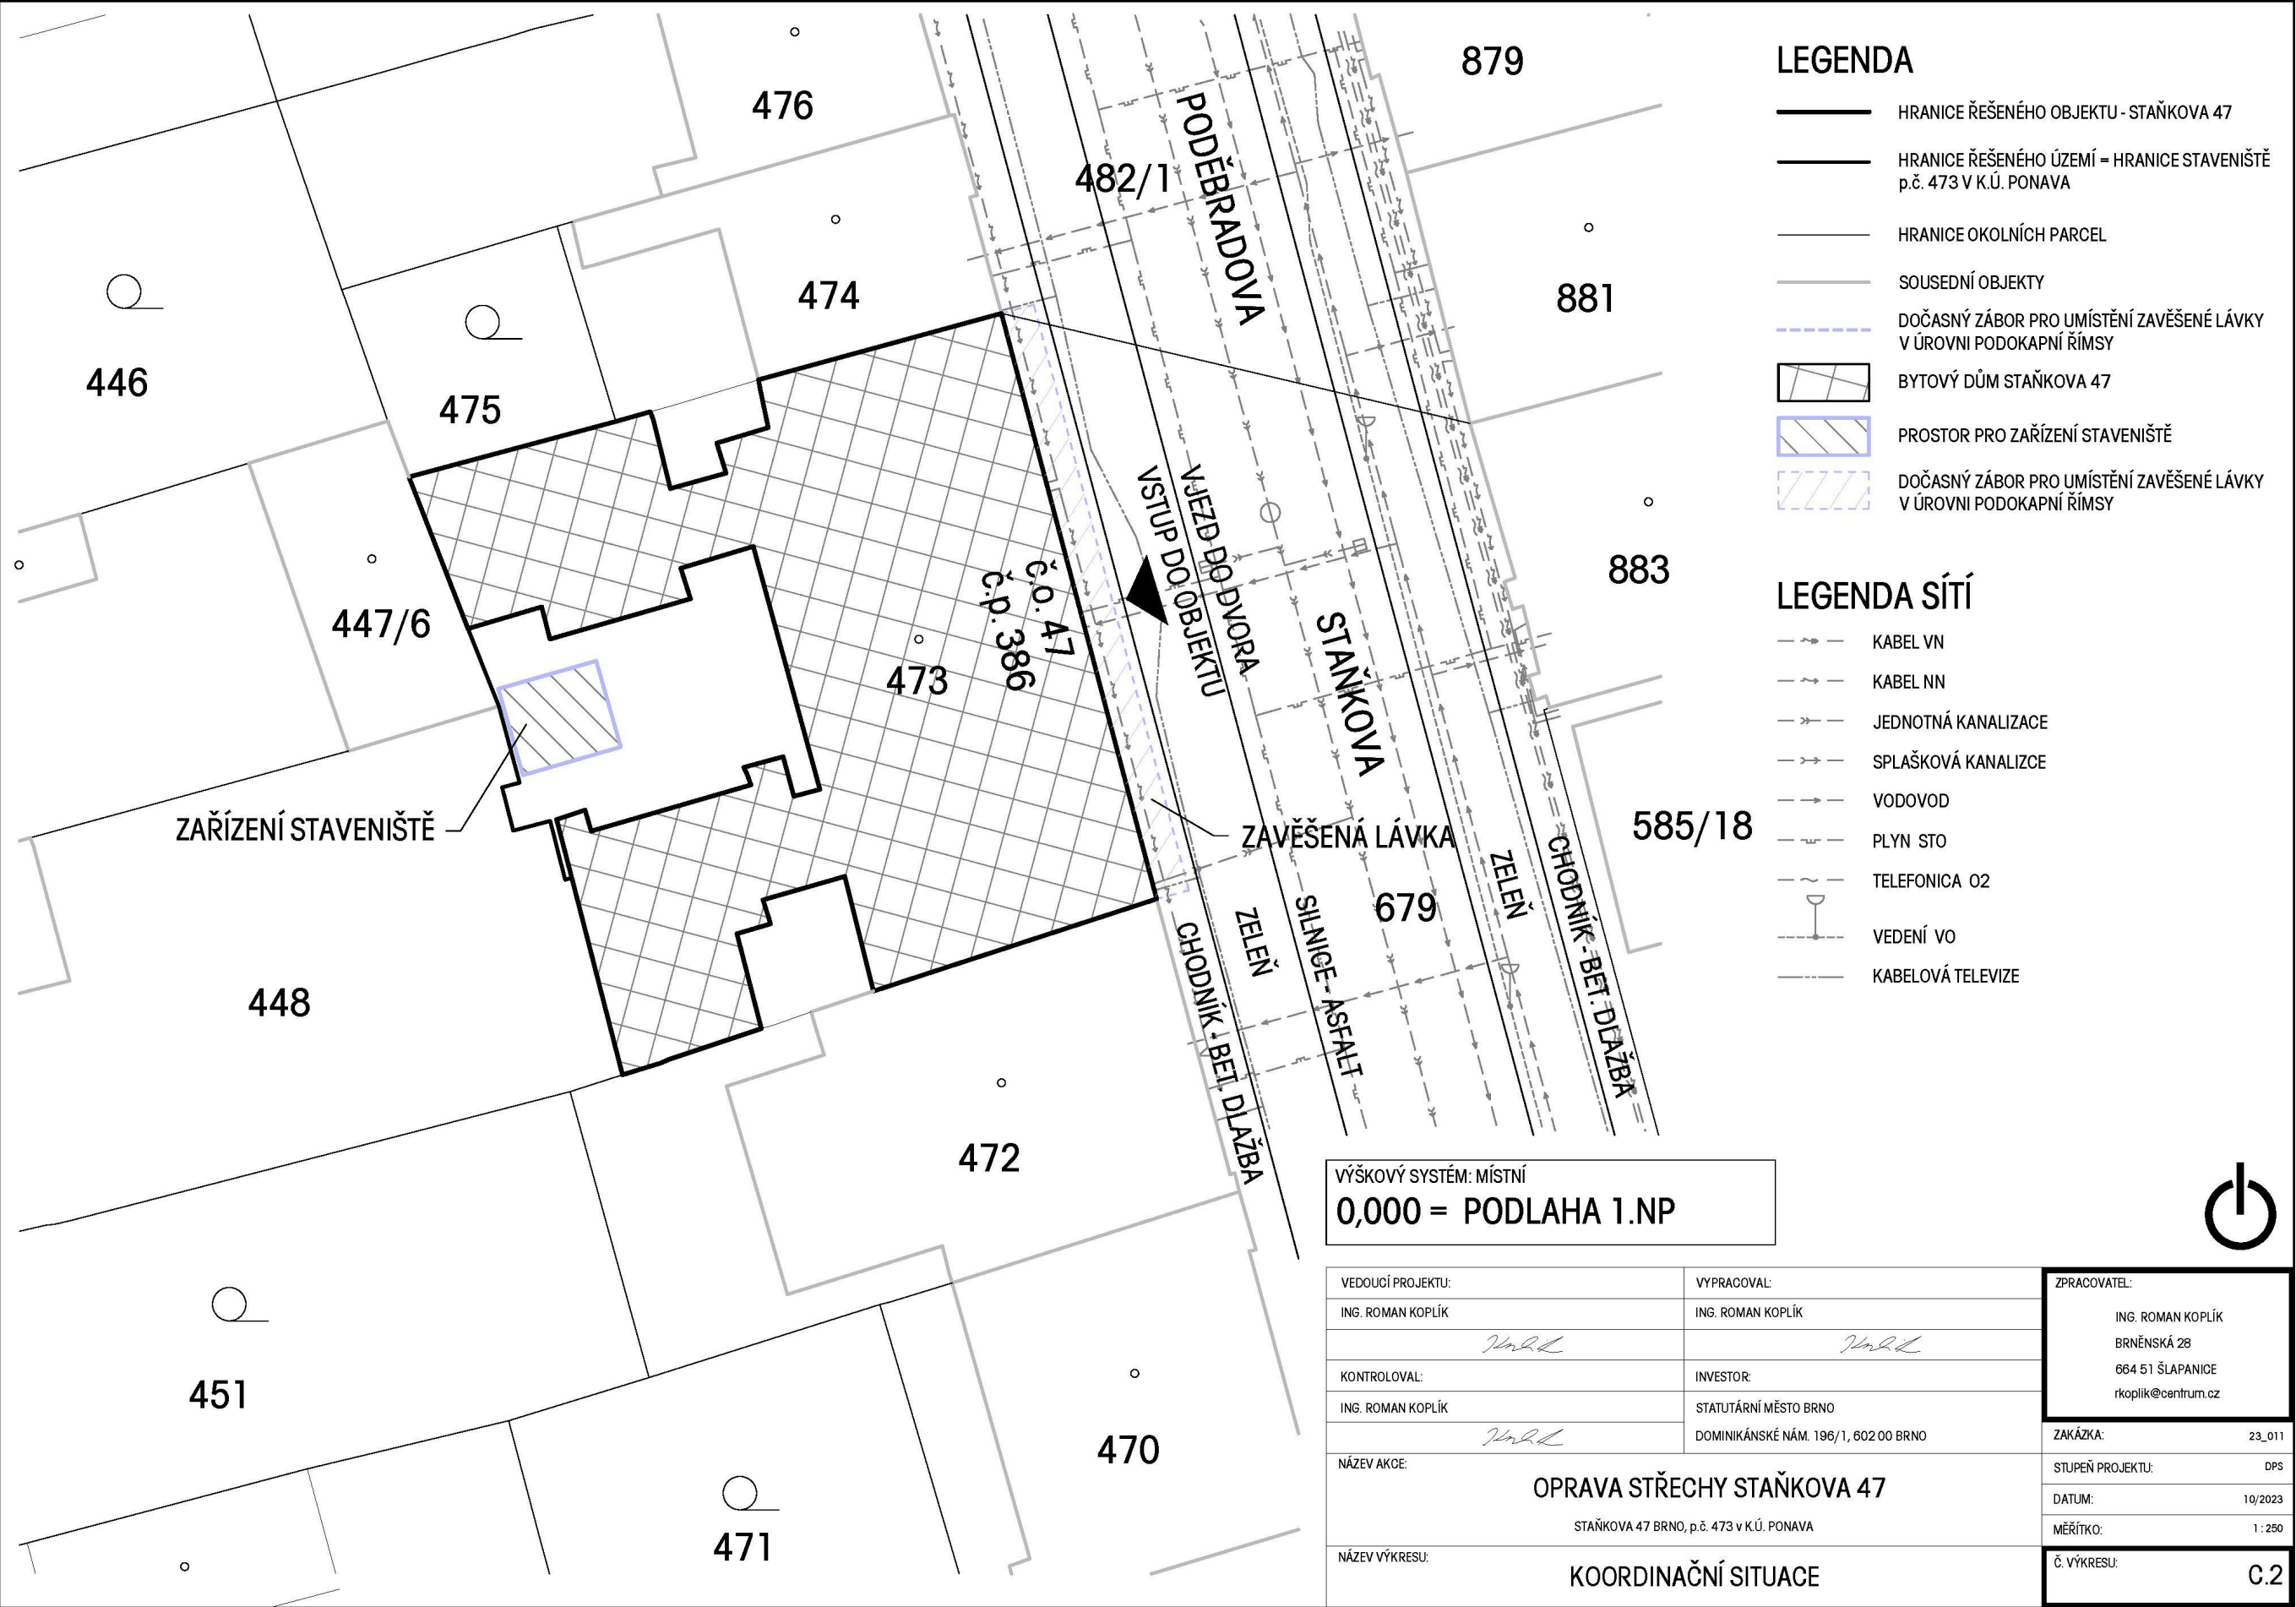 476
482/1
PODĚBRADOVA
879
474
881
446
475
VSTUP DO OBJEKTU
VJEZD DO DVORA
č.o. 47
č.p. 386
473
447/6
883
STAŇKOVA
ZAŘÍZENÍ STAVENIŠTĚ
ZAVĚŠENÁ LÁVKA
585/18
679
CHODNÍK - BET. DLAŽBA
ZELEŇ
SILNICE - ASFALT
ZELEŇ
CHODNÍK - BET. DLAŽBA
448
472
451
470
471
LEGENDA
HRANICE ŘEŠENÉHO OBJEKTU - STAŇKOVA 47
HRANICE ŘEŠENÉHO ÚZEMÍ = HRANICE STAVENIŠTĚ
p.č. 473 V K.Ú. PONAVA
HRANICE OKOLNÍCH PARCEL
SOUSEDNÍ OBJEKTY
DOČASNÝ ZÁBOR PRO UMÍSTĚNÍ ZAVĚŠENÉ LÁVKY
V ÚROVNI PODOKAPNÍ ŘÍMSY
BYTOVÝ DŮM STAŇKOVA 47
PROSTOR PRO ZAŘÍZENÍ STAVENIŠTĚ
DOČASNÝ ZÁBOR PRO UMÍSTĚNÍ ZAVĚŠENÉ LÁVKY
V ÚROVNI PODOKAPNÍ ŘÍMSY
LEGENDA SÍTÍ
KABEL VN
KABEL NN
JEDNOTNÁ KANALIZACE
SPLAŠKOVÁ KANALIZCE
VODOVOD
PLYN STO
TELEFONICA O2
VEDENÍ VO
KABELOVÁ TELEVIZE
VÝŠKOVÝ SYSTÉM: MÍSTNÍ
0,000 = PODLAHA 1.NP
VEDOUCÍ PROJEKTU:
ING. ROMAN KOPLÍK
VYPRACOVAL:
ING. ROMAN KOPLÍK
KONTROLOVAL:
ING. ROMAN KOPLÍK
INVESTOR:
STATUTÁRNÍ MĚSTO BRNO
DOMINIKÁNSKÉ NÁM. 196/1, 602 00 BRNO
ZPRACOVATEL:
ING. ROMAN KOPLÍK
BRNĚNSKÁ 28
664 51 ŠLAPANICE
rkoplik@centrum.cz
NÁZEV AKCE:
OPRAVA STŘECHY STAŇKOVA 47
STAŇKOVA 47 BRNO, p.č. 473 v K.Ú. PONAVA
NÁZEV VÝKRESU:
KOORDINAČNÍ SITUACE
ZAKÁZKA: 23_011
STUPEŇ PROJEKTU: DPS
DATUM: 10/2023
MĚŘÍTKO: 1 : 250
Č. VÝKRESU:
C.2